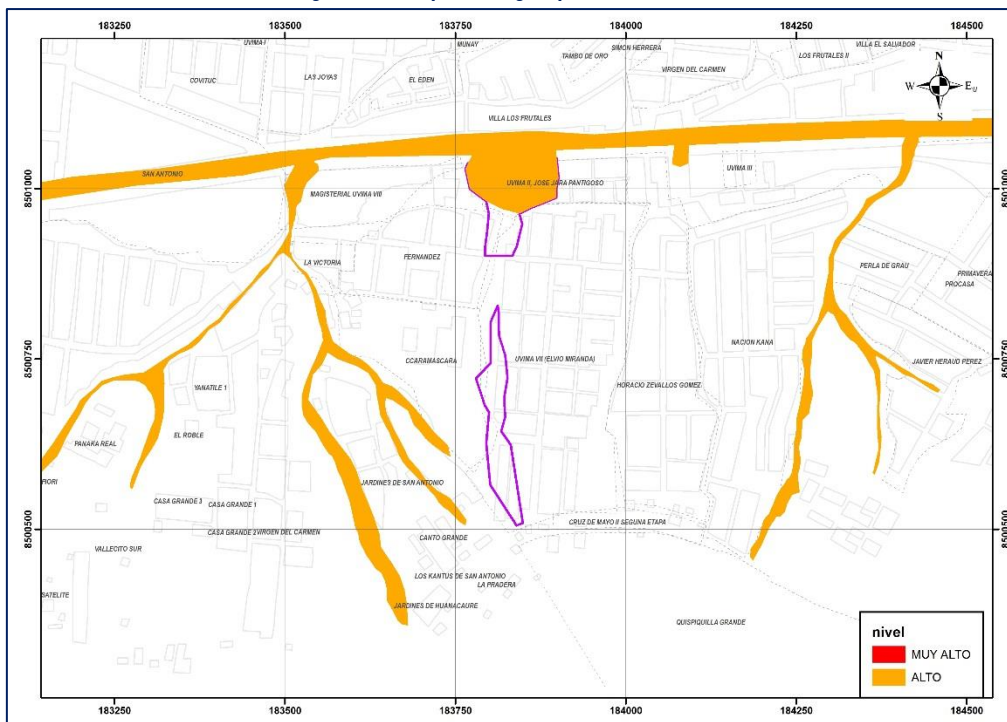 183250 183500 183750 184000 184250 184500
UVIMA I
MUNAY
SIMON HERRERA
VILLA EL SALVADOR
COVITUC
LAS JOYAS
EL EDEN
TAMBO DE ORO
VIRGEN DEL CARMEN
LOS FRUTALES II
N
W
E
S
VILLA LOS FRUTALES
SAN ANTONIO
MAGISTERIAL UVIMA VIII
UVIMA II, JOSE JARA PANTIGOSO
UVIMA III
8501000
8501000
LA VICTORIA
FERNANDEZ
PERLA DE GRAU
PRIMAVERA
PROCASA
NACION KANA
8500750
CCARAMASCARA
UVIMA VII (ELVIO MIRANDA)
JAVIER HERAUD PEREZ
8500750
YANATILE 1
HORACIO ZEVALLOS GOMEZ
PANAKA REAL
EL ROBLE
FIORI
JARDINES DE SAN ANTONIO
CASA GRANDE 3
CASA GRANDE 1
8500500
CASA GRANDE 2
VIRGEN DEL CARMEN
CANTO GRANDE
CRUZ DE MAYO II SEGUNA ETAPA
8500500
VALLECITO SUR
LOS KANTUS DE SAN ANTONIO
LA PRADERA
SATELITE
JARDINES DE HUANACAURE
QUISPIQUILLA GRANDE
nivel
MUY ALTO
ALTO
183250 183500 183750 184000 184250 184500